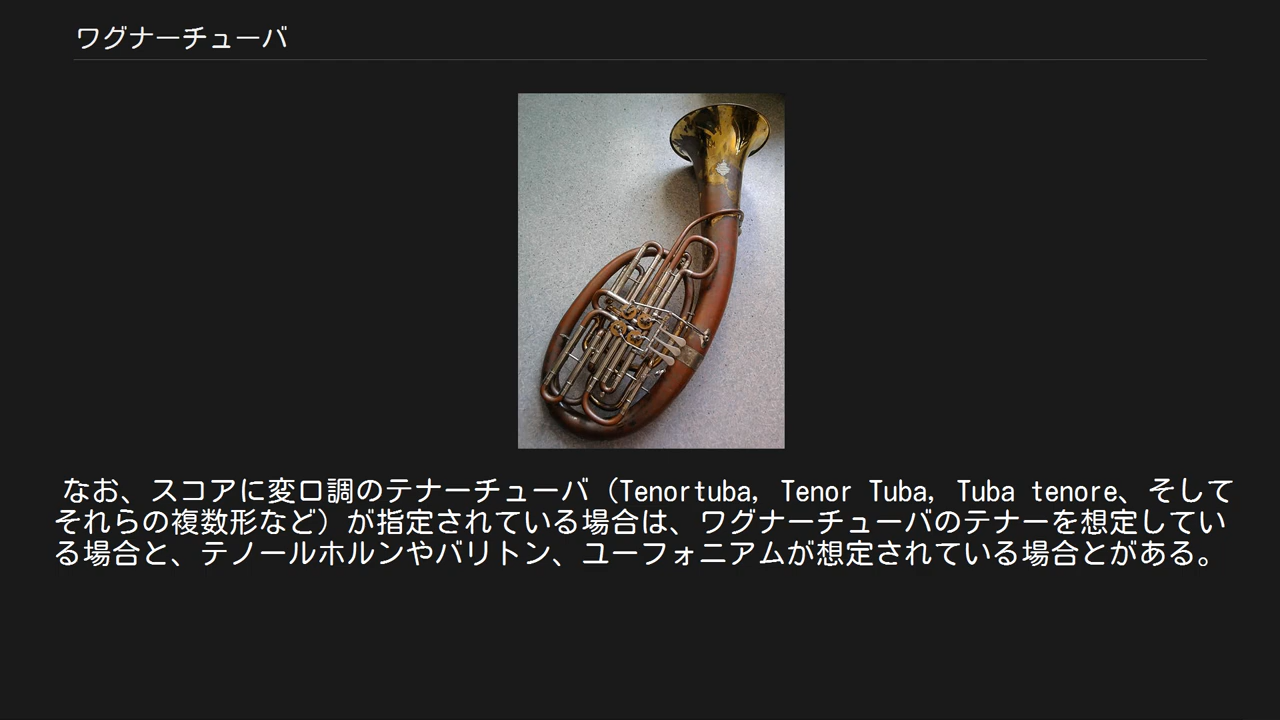 ワグナーチューバ
なお、スコアに変ロ調のテナーチューバ（Tenortuba, Tenor Tuba, Tuba tenore、そして
それらの複数形など）が指定されている場合は、ワグナーチューバのテナーを想定してい
る場合と、テノールホルンやバリトン、ユーフォニアムが想定されている場合とがある。